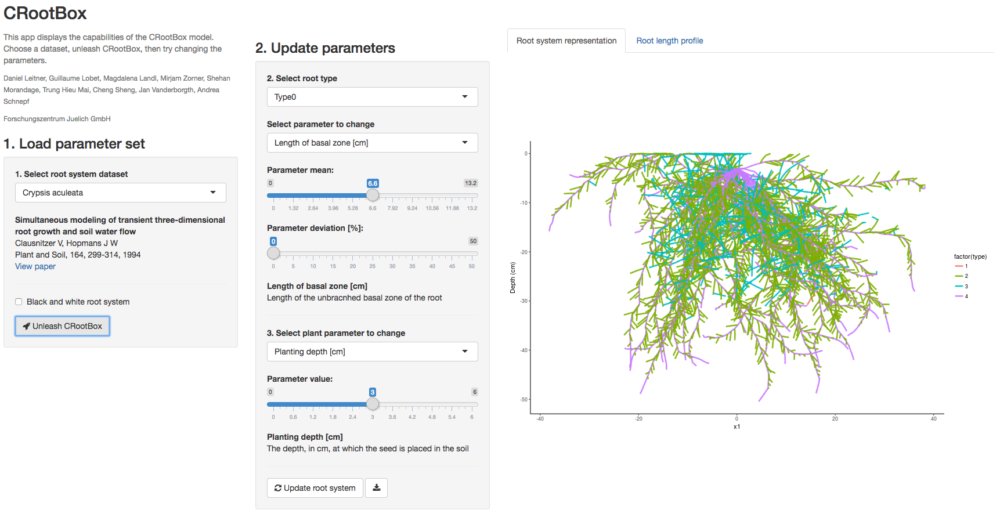 CRootBox
This app displays the capabilities of the CRootBox model.
Choose a dataset, unleash CRootBox, then try changing the
parameters.
Daniel Leitner, Guillaume Lobet, Magdalena Landl, Mirjam Zorner, Shehan
Morandage, Trung Hieu Mai, Cheng Sheng, Jan Vanderborgth, Andrea
Schnepf
Forschungszentrum Juelich GmbH
1. Load parameter set
1. Select root system dataset
Crypsis aculeata
Simultaneous modeling of transient three-dimensional
root growth and soil water flow
Clausnitzer V, Hopmans J W
Plant and Soil, 164, 299-314, 1994
View paper
Black and white root system
Unleash CRootBox
2. Update parameters
2. Select root type
Type0
Select parameter to change
Length of basal zone [cm]
Parameter mean:
0 6.6 13.2
0 1.32 2.64 3.96 5.28 6.6 7.92 9.24 10.56 11.88 13.2
Parameter deviation [%]:
0 50
0 5 10 15 20 25 30 35 40 45 50
Length of basal zone [cm]
Length of the unbracnhed basal zone of the root
3. Select plant parameter to change
Planting depth [cm]
Parameter value:
0 3 6
0 0.6 1.2 1.8 2.4 3 3.6 4.2 4.8 5.4 6
Planting depth [cm]
The depth, in cm, at which the seed is placed in the soil
Update root system
Root system representation
Root length profile
Depth (cm)
0
-10
-20
-30
-40
-50
-40 -20 0 20 40
x1
factor(type)
1
2
3
4